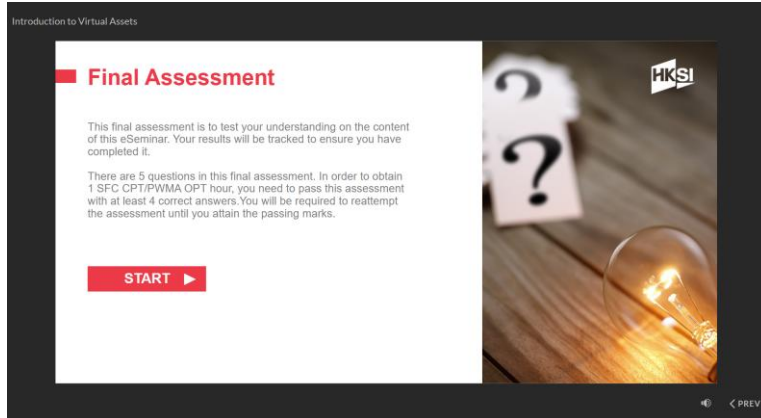 Introduction to Virtual Assets
Final Assessment
HKSI
This final assessment is to test your understanding on the content
of this eSeminar. Your results will be tracked to ensure you have
completed it.
There are 5 questions in this final assessment. In order to obtain
1 SFC CPT/PWMA OPT hour, you need to pass this assessment
with at least 4 correct answers.You will be required to reattempt
the assessment until you attain the passing marks.
START
?
?
PREV